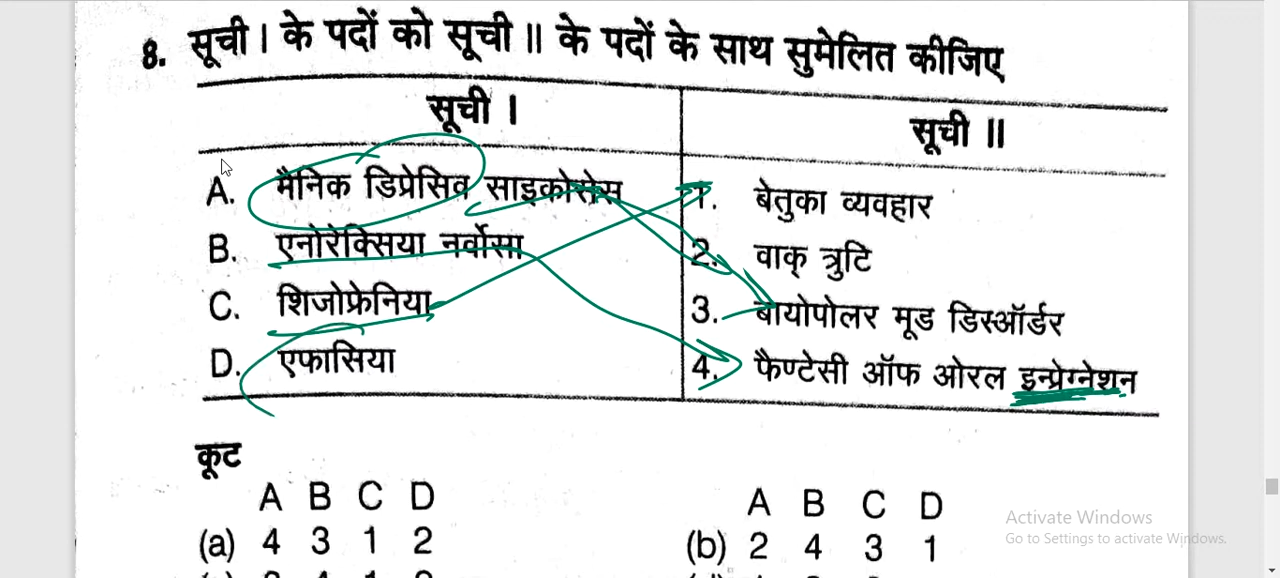 8. सूची I के पदों को सूची II के पदों के साथ सुमेलित कीजिए
सूची I सूची II
A. मैनिक डिप्रेसिव साइकोसेस 1. बेतुका व्यवहार
B. एनोरेक्सिया नर्वोसा 2. वाक् त्रुटि
C. शिजोफ्रेनिया 3. बायोपोलर मूड डिस्ऑर्डर
D. एफासिया 4. फैण्टेसी ऑफ ओरल इन्प्रेग्नेशन
कूट
A B C D A B C D
(a) 4 3 1 2 (b) 2 4 3 1
Activate Windows
Go to Settings to activate Windows.